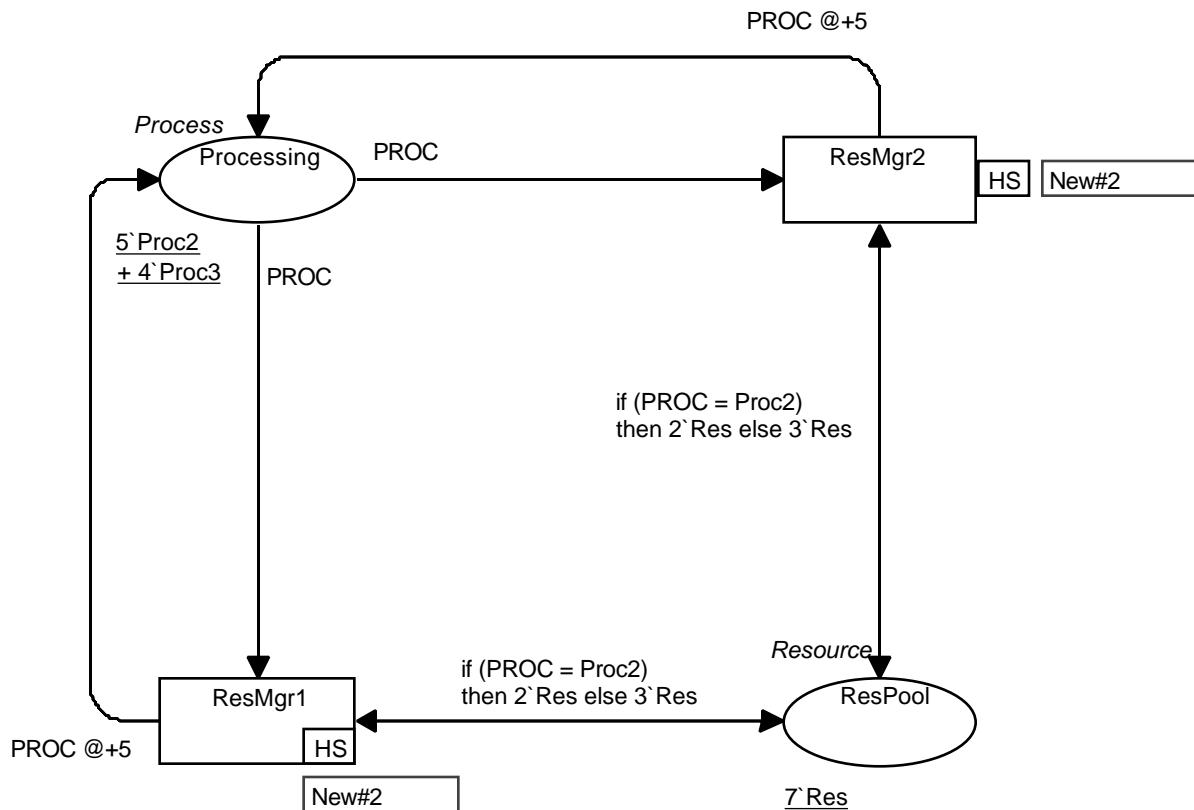 PROC @+5
Process
Processing
PROC
ResMgr2
HS
New#2
5`Proc2
+ 4`Proc3
PROC
if (PROC = Proc2)
then 2`Res else 3`Res
Resource
if (PROC = Proc2)
then 2`Res else 3`Res
ResMgr1
ResPool
PROC @+5
HS
New#2
7`Res